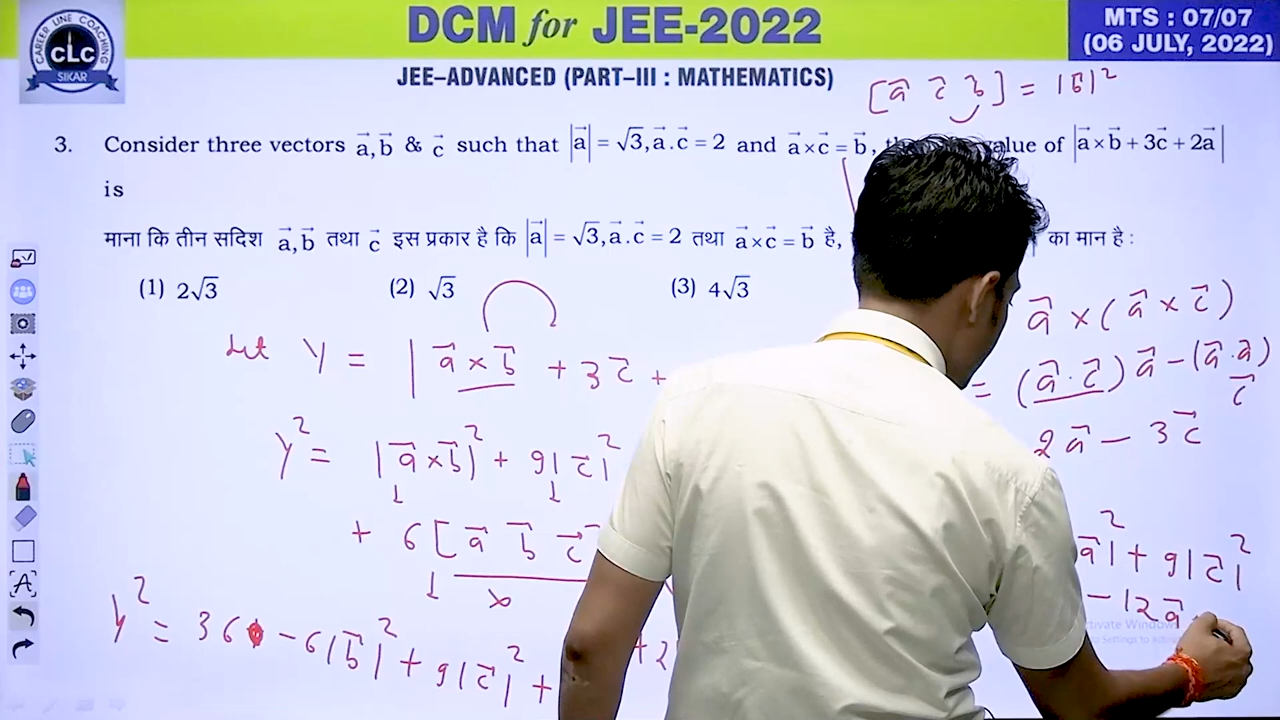 CAREER LINE COACHING
CLC
SIKAR
DCM for JEE-2022
MTS : 07/07
(06 JULY, 2022)
JEE–ADVANCED (PART–III : MATHEMATICS)
[a⃗ c⃗ b⃗] = |b⃗|²
3. Consider three vectors a⃗, b⃗ & c⃗ such that |a⃗| = √3, a⃗.c⃗ = 2 and a⃗×c⃗ = b⃗, value of |a⃗×b⃗+3c⃗+2a⃗|
is
माना कि तीन सदिश a⃗, b⃗ तथा c⃗ इस प्रकार है कि |a⃗| = √3, a⃗.c⃗ = 2 तथा a⃗×c⃗ = b⃗ है, का मान है :
(1) 2√3 (2) √3 (3) 4√3
Let y = | a⃗ × b⃗ + 3c⃗ +
y² = |a⃗×b⃗|² + 9|c⃗|²
+ 6[a⃗ b⃗ c⃗
y² = 36 - 6|b⃗|² + 9|c⃗|² + + 2
a⃗ × (a⃗ × c⃗)
= (a⃗ · c⃗) a⃗ - (a⃗ · a⃗) c⃗
2a⃗ - 3c⃗
a⃗|² + 9|c⃗|²
- 12a⃗